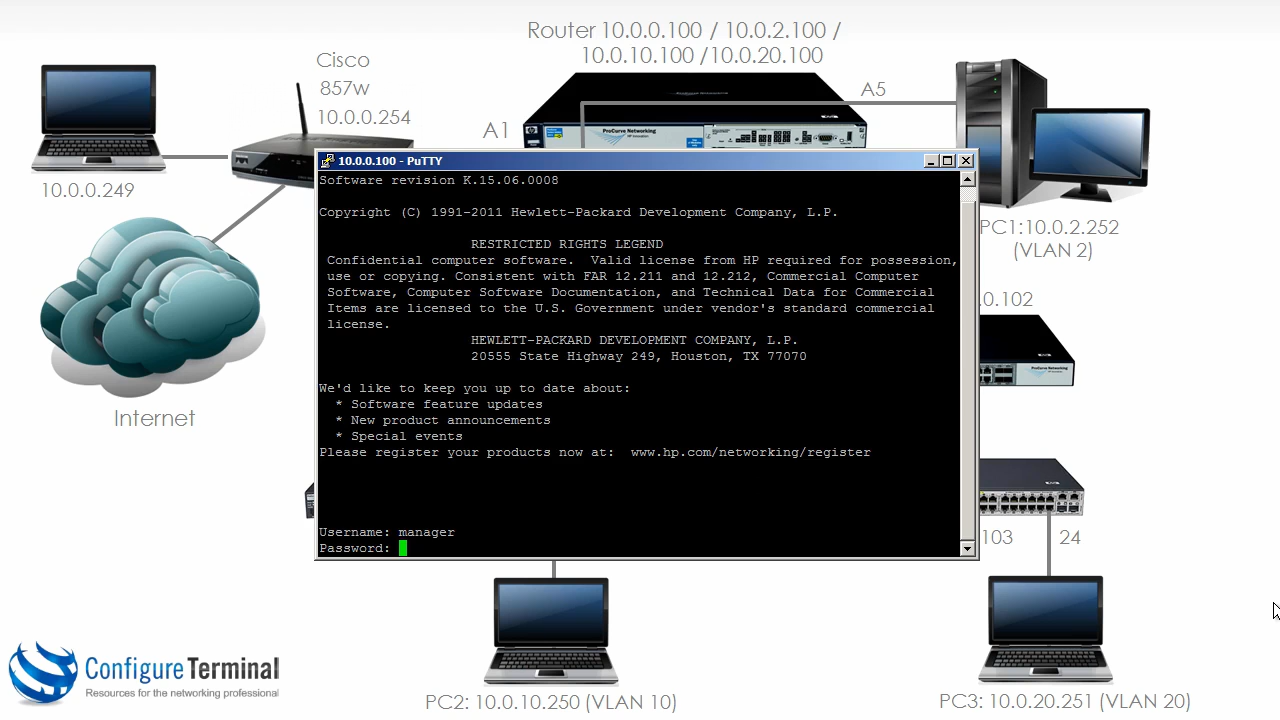 Router 10.0.0.100 / 10.0.2.100 /
10.0.10.100 /10.0.20.100
Cisco
857w
10.0.0.254
A1
A5
ProCurve Networking
10.0.0.249
PC1:10.0.2.252
(VLAN 2)
.0.102
Internet
10.0.0.100 - PuTTY
Software revision K.15.06.0008
Copyright (C) 1991-2011 Hewlett-Packard Development Company, L.P.
RESTRICTED RIGHTS LEGEND
Confidential computer software.  Valid license from HP required for possession,
use or copying. Consistent with FAR 12.211 and 12.212, Commercial Computer
Software, Computer Software Documentation, and Technical Data for Commercial
Items are licensed to the U.S. Government under vendor's standard commercial
license.
HEWLETT-PACKARD DEVELOPMENT COMPANY, L.P.
20555 State Highway 249, Houston, TX 77070
We'd like to keep you up to date about:
* Software feature updates
* New product announcements
* Special events
Please register your products now at:  www.hp.com/networking/register
Username: manager
Password:
103
24
PC2: 10.0.10.250 (VLAN 10)
PC3: 10.0.20.251 (VLAN 20)
Configure Terminal
Resources for the networking professional